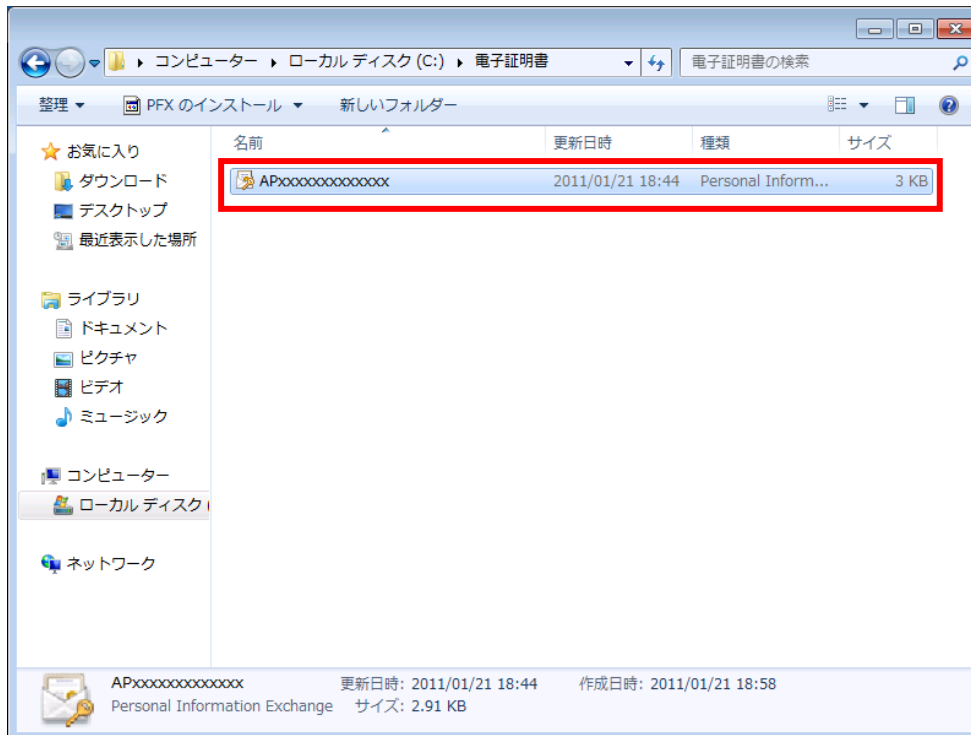 コンピューター ▸ ローカル ディスク (C:) ▸ 電子証明書 電子証明書の検索
整理 PFX のインストール 新しいフォルダー
お気に入り
ダウンロード
デスクトップ
最近表示した場所
ライブラリ
ドキュメント
ピクチャ
ビデオ
ミュージック
コンピューター
ローカル ディスク (
ネットワーク
名前 更新日時 種類 サイズ
APxxxxxxxxxxxxx 2011/01/21 18:44 Personal Inform... 3 KB
APxxxxxxxxxxxxx 更新日時: 2011/01/21 18:44 作成日時: 2011/01/21 18:58
Personal Information Exchange サイズ: 2.91 KB